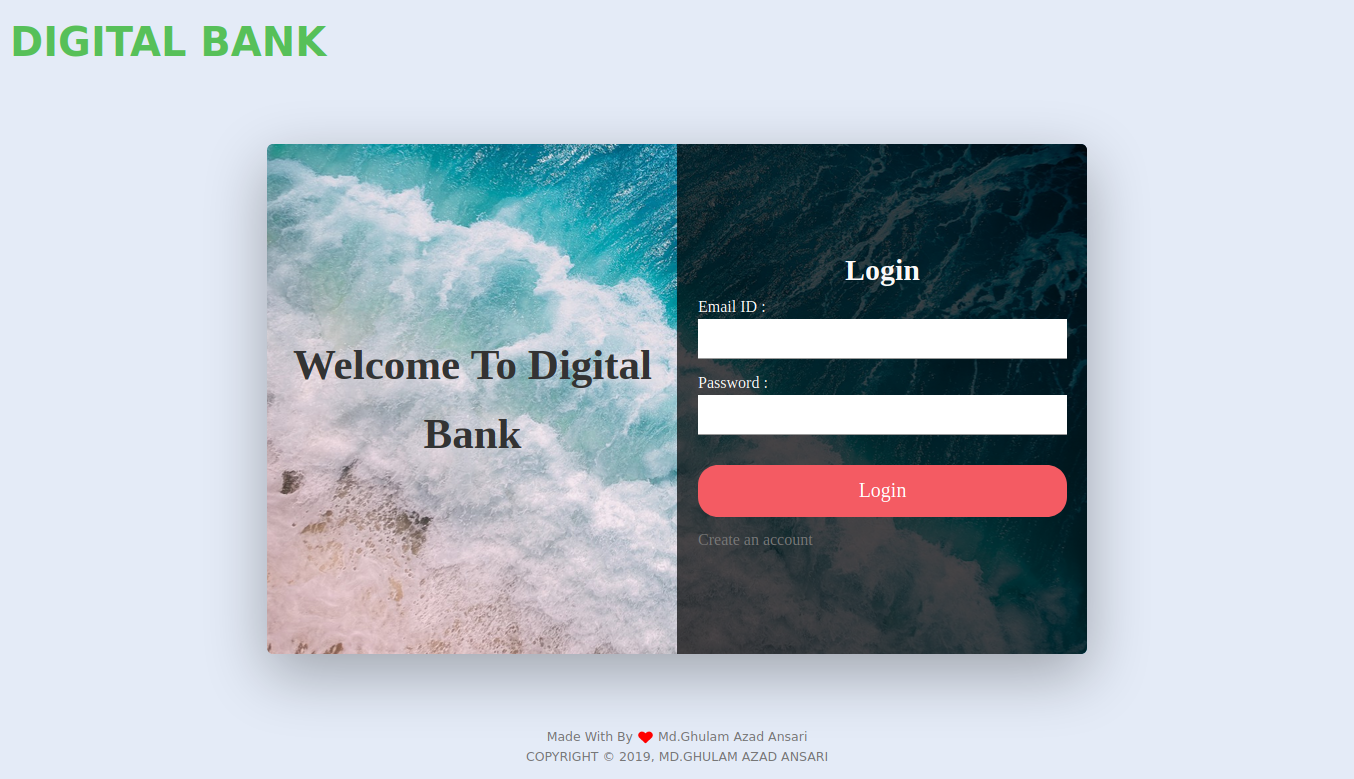 DIGITAL BANK
Welcome To Digital
Bank
Login
Email ID :
Password :
Login
Create an account
Made With By ❤ Md.Ghulam Azad Ansari
COPYRIGHT © 2019, MD.GHULAM AZAD ANSARI